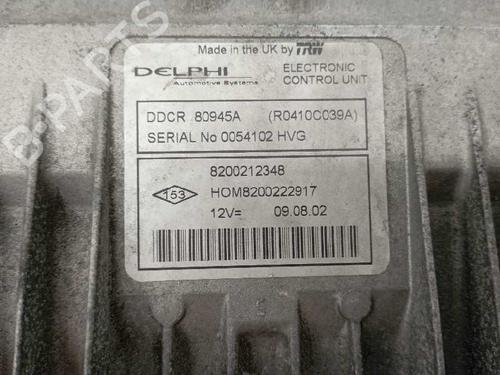 Made in the UK by TRW
DELPHI
Automotive Systems
ELECTRONIC
CONTROL UNIT
DDCR 80945A (R0410C039A)
SERIAL No 0054102 HVG
8200212348
153
HOM8200222917
12V= 09.08.02
B-PARTS